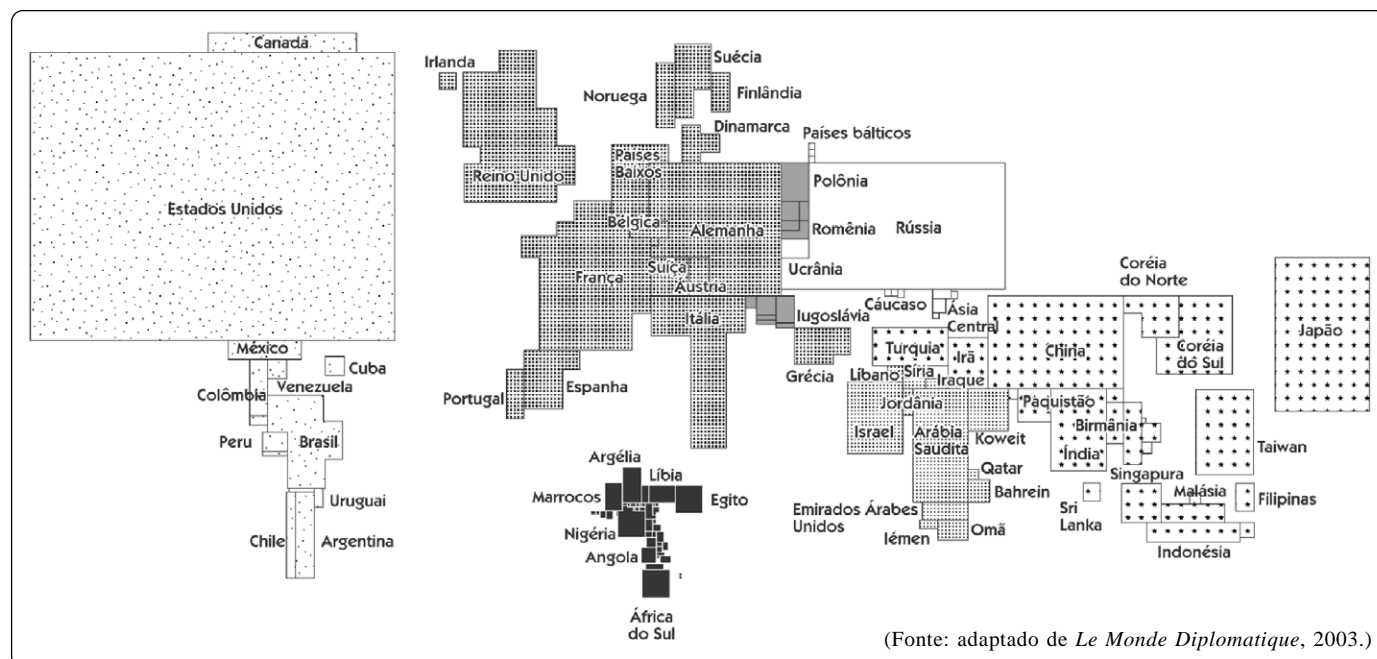 Canadá
Estados Unidos
México
Cuba
Venezuela
Colômbia
Peru
Brasil
Uruguai
Chile
Argentina
Irlanda
Reino Unido
Noruega
Suécia
Finlândia
Dinamarca
Países bálticos
Países
Baixos
Bélgica
Alemanha
Polônia
Romênia
Rússia
Ucrânia
França
Suíça
Áustria
Itália
Iugoslávia
Grécia
Espanha
Portugal
Cáucaso
Ásia
Central
Turquia
Irã
China
Coréia
do Norte
Coréia
do Sul
Japão
Líbano
Síria
Iraque
Jordânia
Israel
Arábia
Saudita
Koweit
Qatar
Bahrein
Emirados Árabes
Unidos
Iémen
Omã
Paquistão
Índia
Birmânia
Taiwan
Singapura
Malásia
Filipinas
Sri
Lanka
Indonésia
Argélia
Líbia
Marrocos
Egito
Nigéria
Angola
África
do Sul
(Fonte: adaptado de Le Monde Diplomatique, 2003.)